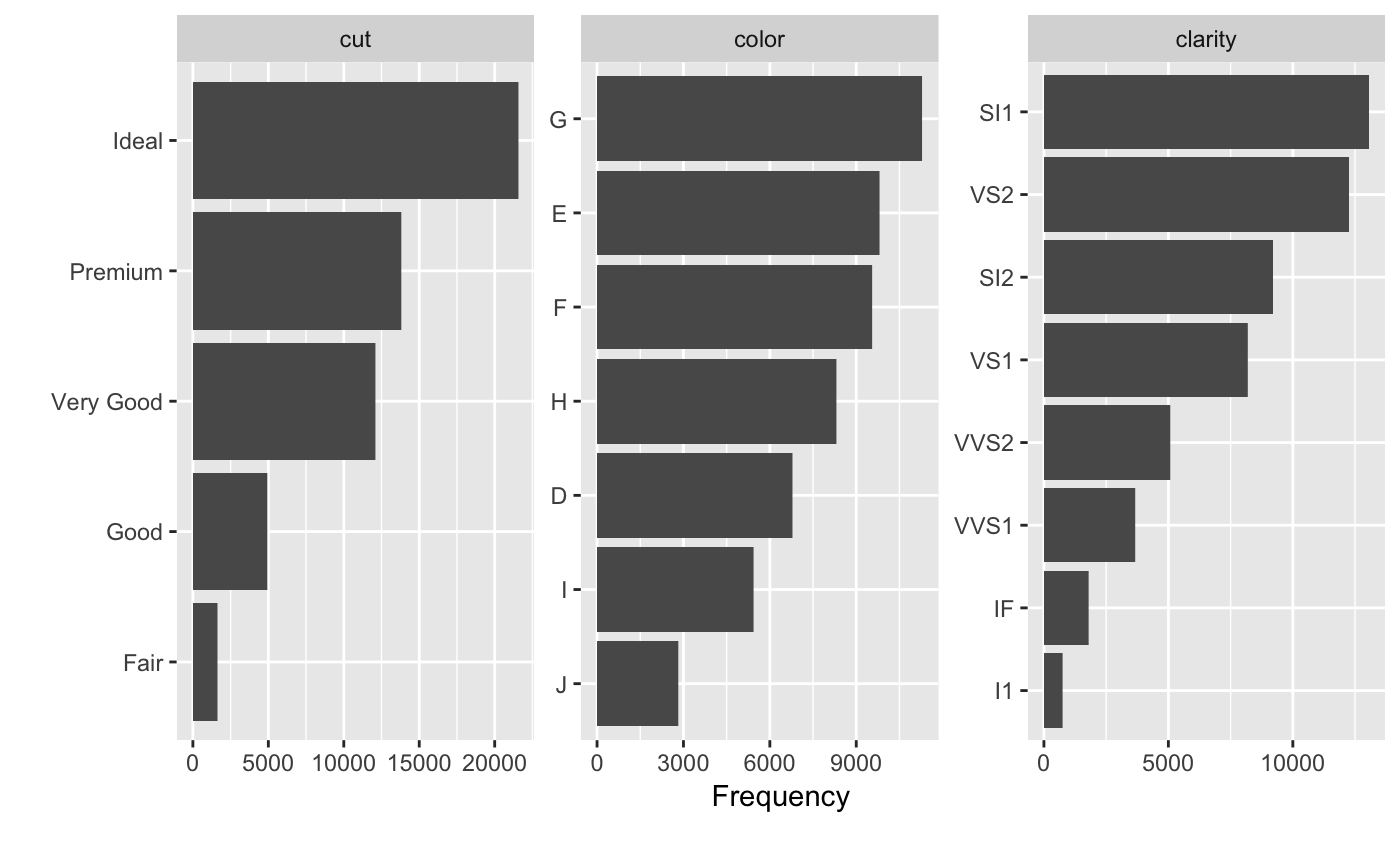 cut
Ideal
Premium
Very Good
Good
Fair
0 5000 10000 15000 20000
color
G
E
F
H
D
I
J
0 3000 6000 9000
clarity
SI1
VS2
SI2
VS1
VVS2
VVS1
IF
I1
0 5000 10000
Frequency